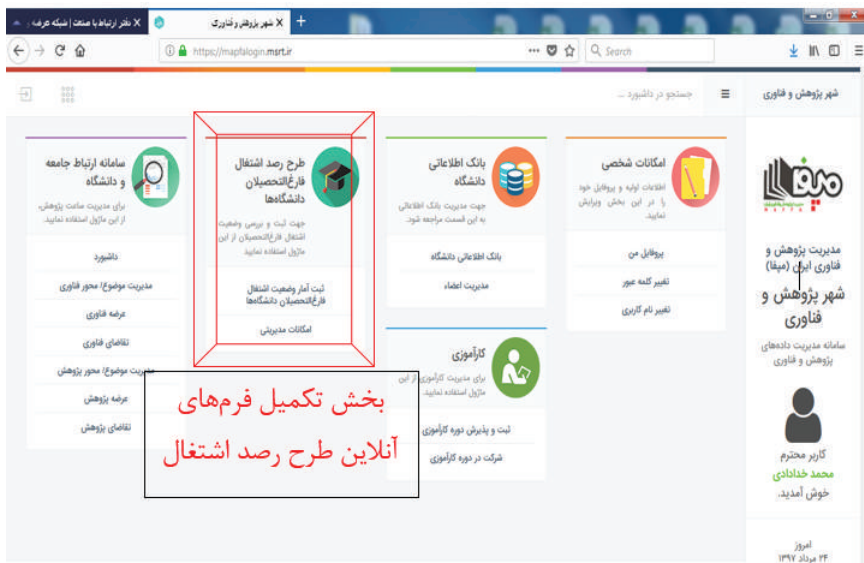 دفتر ارتباط با صنعت | شبکه عرضه
شهر پژوهش و فناوری
https://mapfalogin.msrt.ir
Search
شهر پژوهش و فناوری
جستجو در داشبورد ...
مدیریت پژوهش و
فناوری ایران (میفا)
شهر پژوهش و
فناوری
سامانه مدیریت داده‌های
پژوهش و فناوری
کاربر محترم
محمد خدادادی
خوش آمدید.
امروز
۲۴ مرداد ۱۳۹۷
امکانات شخصی
اطلاعات اولیه و پروفایل خود
را در این بخش ویرایش
نمایید.
پروفایل من
تغییر کلمه عبور
تغییر نام کاربری
بانک اطلاعاتی
دانشگاه
جهت مدیریت بانک اطلاعاتی
به این قسمت مراجعه شود.
بانک اطلاعاتی دانشگاه
مدیریت اعضاء
کارآموزی
برای مدیریت کارآموزی از این
ماژول استفاده نمایید.
ثبت و پذیرش دوره کارآموزی
شرکت در دوره کارآموزی
طرح رصد اشتغال
فارغ‌التحصیلان
دانشگاه‌ها
جهت ثبت و بررسی وضعیت
اشتغال فارغ‌التحصیلان از این
ماژول استفاده نمایید
ثبت آمار وضعیت اشتغال
فارغ‌التحصیلان دانشگاه‌ها
امکانات مدیریتی
سامانه ارتباط جامعه
و دانشگاه
برای مدیریت ساعت پژوهش،
از این ماژول استفاده نمایید.
داشبورد
مدیریت موضوع/ محور فناوری
عرضه فناوری
تقاضای فناوری
مدیریت موضوع/ محور پژوهش
عرضه پژوهش
تقاضای پژوهش
بخش تکمیل فرم‌های
آنلاین طرح رصد اشتغال